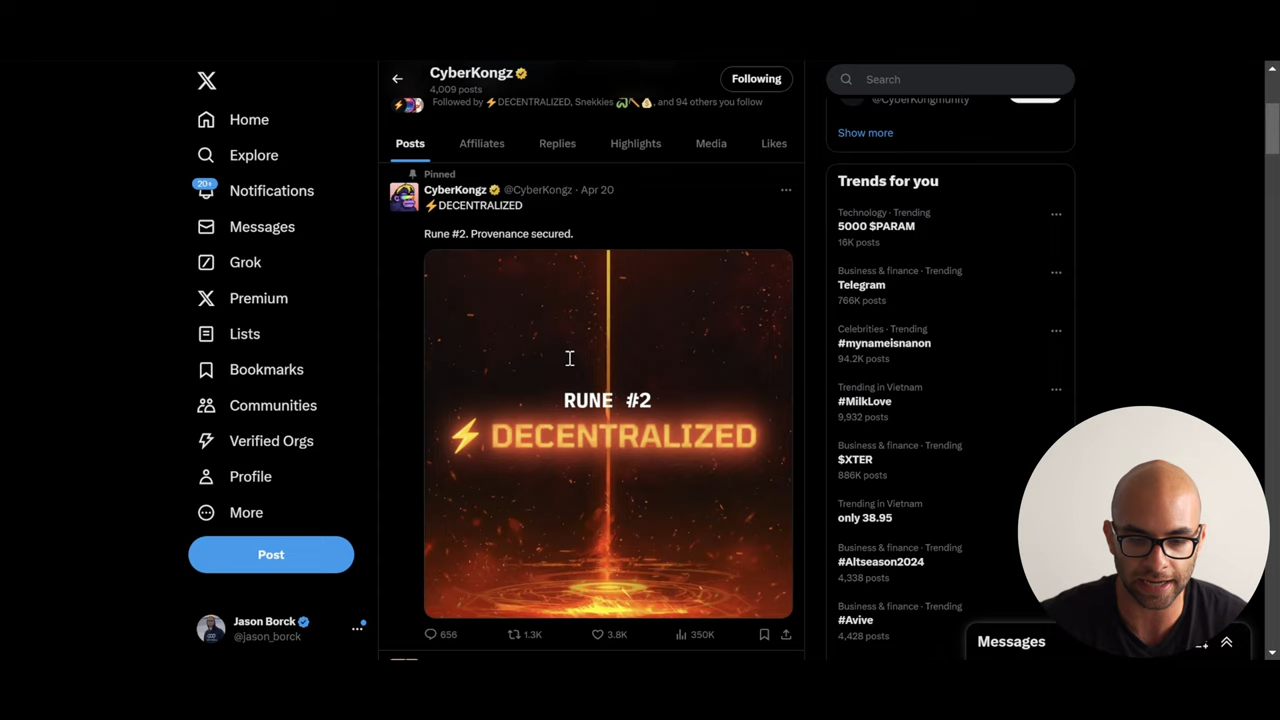 Home
Explore
20+
Notifications
Messages
Grok
Premium
Lists
Bookmarks
Communities
Verified Orgs
Profile
More
Post
Jason Borck
@jason_borck
CyberKongz
4,009 posts
Following
Followed by ⚡DECENTRALIZED, Snekkies, and 94 others you follow
Posts
Affiliates
Replies
Highlights
Media
Likes
Pinned
CyberKongz @CyberKongz · Apr 20
⚡DECENTRALIZED
Rune #2. Provenance secured.
RUNE #2
⚡ DECENTRALIZED
656
1.3K
3.8K
350K
Search
@CyberKongmunity
Show more
Trends for you
Technology · Trending
5000 $PARAM
16K posts
Business & finance · Trending
Telegram
766K posts
Celebrities · Trending
#mynameisnanon
94.2K posts
Trending in Vietnam
#MilkLove
9,932 posts
Business & finance · Trending
$XTER
886K posts
Trending in Vietnam
only 38.95
Business & finance · Trending
#Altseason2024
4,338 posts
Business & finance · Trending
#Avive
4,428 posts
Messages